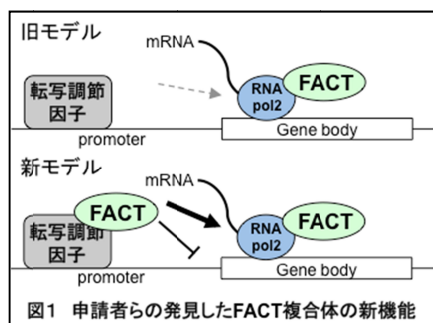 旧モデル
mRNA
転写調節
因子
RNA
pol2
FACT
promoter
Gene body
新モデル
mRNA
FACT
転写調節
因子
RNA
pol2
FACT
promoter
Gene body
図1 申請者らの発見したFACT複合体の新機能